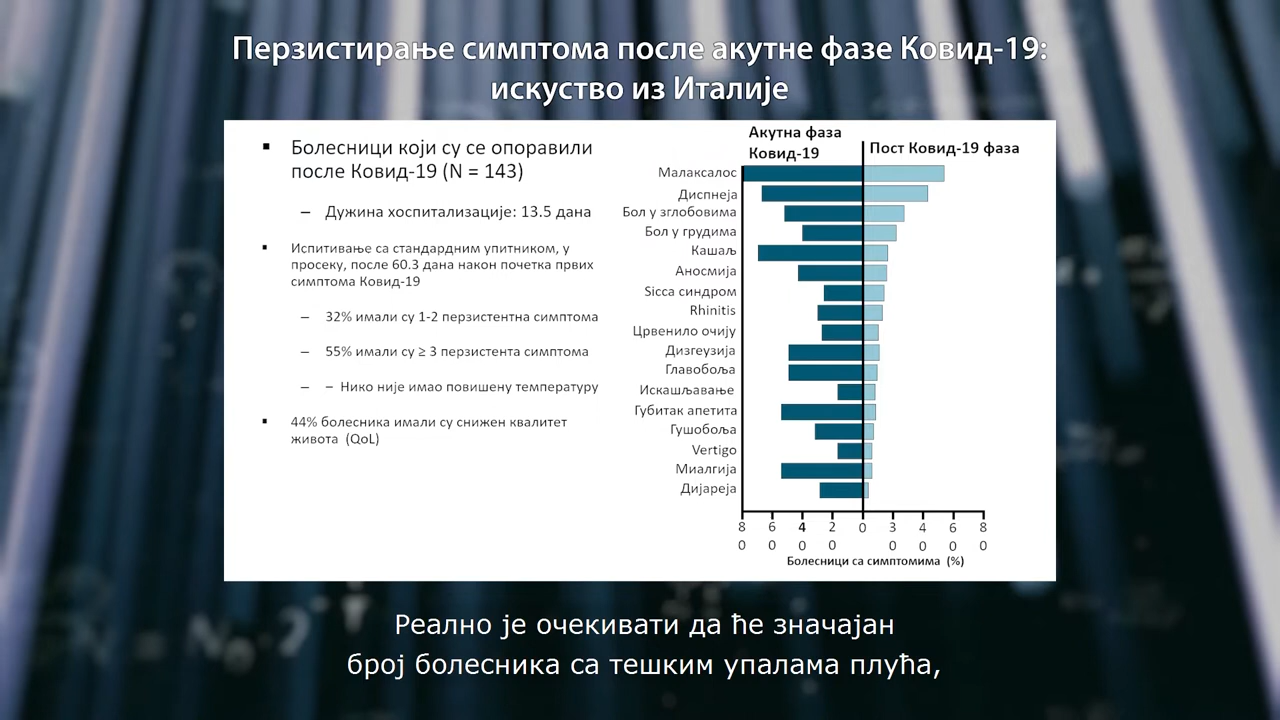 Перзистирање симптома после акутне фазе Ковид-19:
искуство из Италије
▪ Болесници који су се опоравили
после Ковид-19 (N = 143)
– Дужина хоспитализације: 13.5 дана
▪ Испитивање са стандардним упитником, у
просеку, после 60.3 дана након почетка првих
симптома Ковид-19
– 32% имали су 1-2 перзистентна симптома
– 55% имали су ≥ 3 перзистента симптома
– – Нико није имао повишену температуру
▪ 44% болесника имали су снижен квалитет
живота (QoL)
Акутна фаза
Ковид-19
Пост Ковид-19 фаза
Малаксалос
Диспнеја
Бол у зглобовима
Бол у грудима
Кашаљ
Аносмија
Sicca синдром
Rhinitis
Црвенило очију
Дизгеузија
Главобоља
Искашљавање
Губитак апетита
Гушобоља
Vertigo
Миалгија
Дијареја
8 6 4 2 0 3 4 6 8
0 0 0 0 0 0 0 0
Болесници са симптомима (%)
Реално је очекивати да ће значајан
број болесника са тешким упалама плућа,